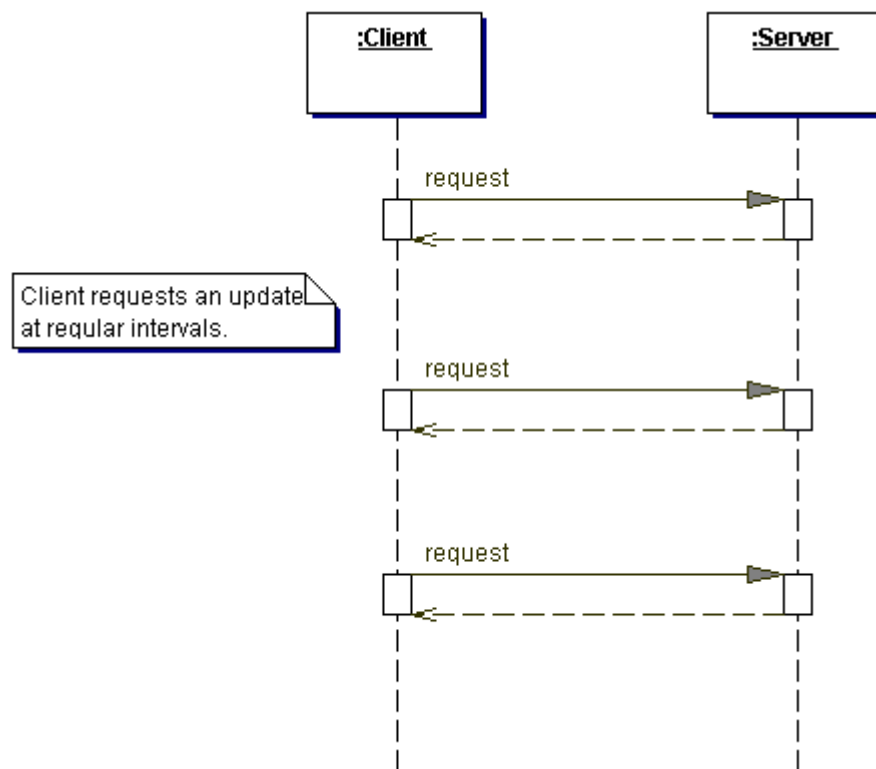 :Client
:Server
request
Client requests an update
at regular intervals.
request
request